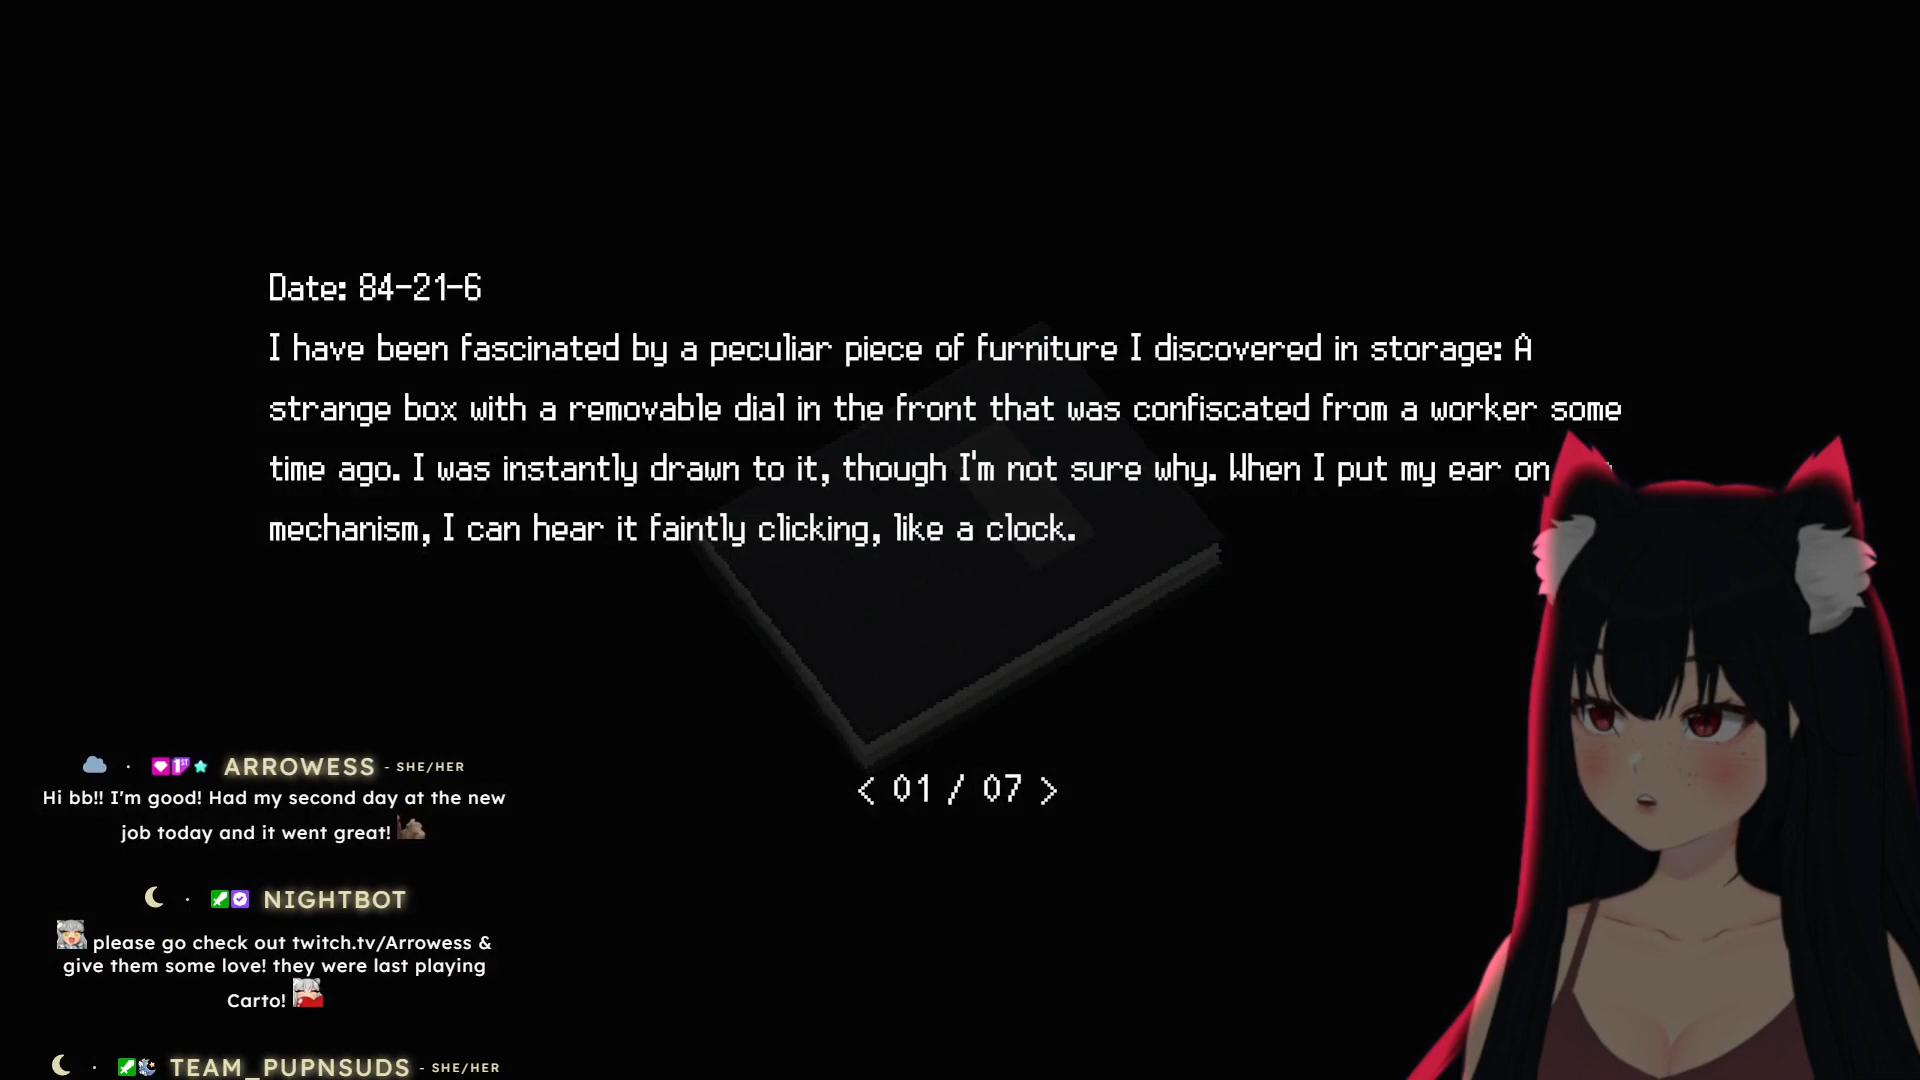 Date: 84-21-6
I have been fascinated by a peculiar piece of furniture I discovered in storage: A
strange box with a removable dial in the front that was confiscated from a worker some
time ago. I was instantly drawn to it, though I'm not sure why. When I put my ear on
mechanism, I can hear it faintly clicking, like a clock.
< 01 / 07 >
ARROWESS - SHE/HER
Hi bb!! I'm good! Had my second day at the new
job today and it went great!
NIGHTBOT
please go check out twitch.tv/Arrowess &
give them some love! they were last playing
Carto!
TEAM_PUPNSUDS - SHE/HER